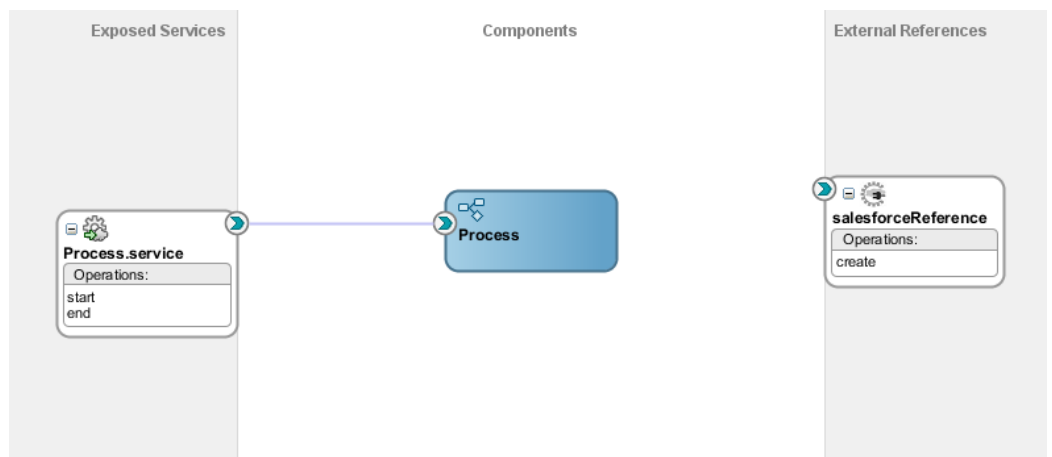 Exposed Services
Components
External References
Process.service
Operations:
start
end
Process
salesforceReference
Operations:
create